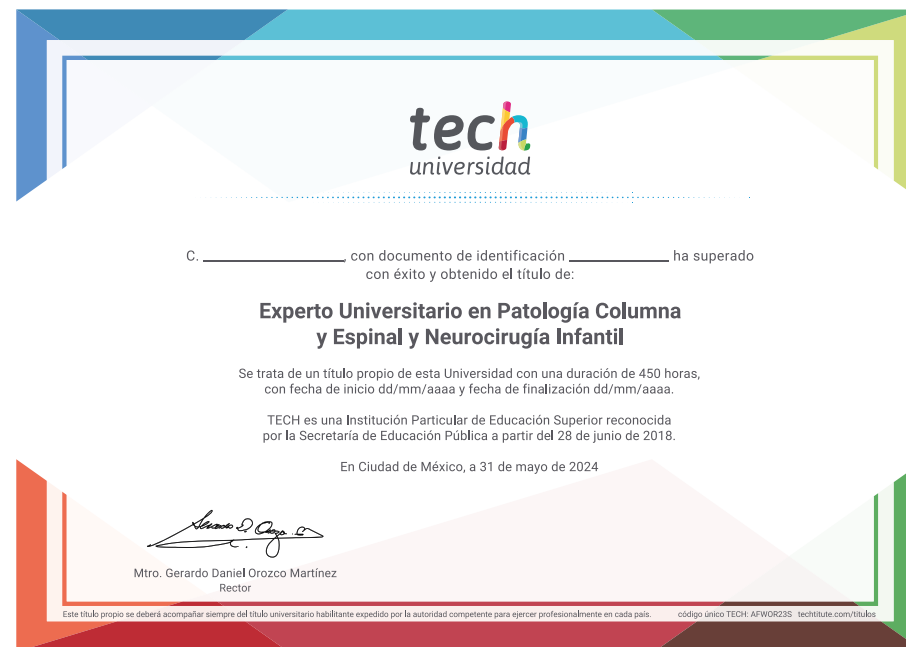 tech
universidad
C. ____________, con documento de identificación ____________ ha superado
con éxito y obtenido el título de:
Experto Universitario en Patología Columna
y Espinal y Neurocirugía Infantil
Se trata de un título propio de esta Universidad con una duración de 450 horas,
con fecha de inicio dd/mm/aaaa y fecha de finalización dd/mm/aaaa.
TECH es una Institución Particular de Educación Superior reconocida
por la Secretaría de Educación Pública a partir del 28 de junio de 2018.
En Ciudad de México, a 31 de mayo de 2024
Mtro. Gerardo Daniel Orozco Martínez
Rector
Este título propio se deberá acompañar siempre del título universitario habilitante expedido por la autoridad competente para ejercer profesionalmente en cada país. código único TECH: AFWOR23S techtitute.com/titulos